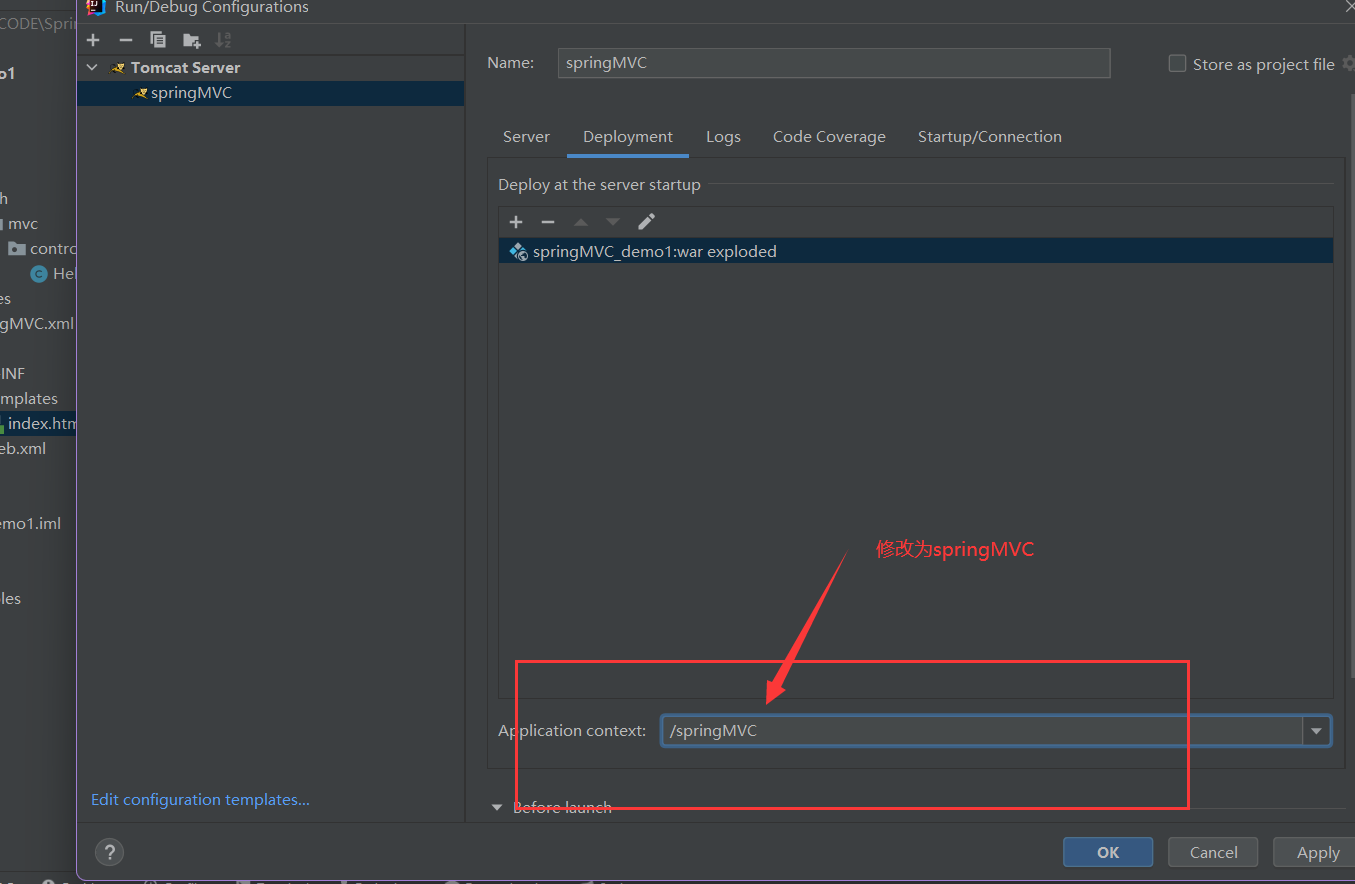 Run/Debug Configurations
CODE\Spri
o1
Tomcat Server
springMVC
Name:
springMVC
Store as project file
Server
Deployment
Logs
Code Coverage
Startup/Connection
Deploy at the server startup
springMVC_demo1:war exploded
h
mvc
contro
Hel
es
gMVC.xml
INF
mplates
index.htm
eb.xml
emo1.iml
les
修改为springMVC
Application context:
/springMVC
Edit configuration templates...
Before launch
?
OK
Cancel
Apply